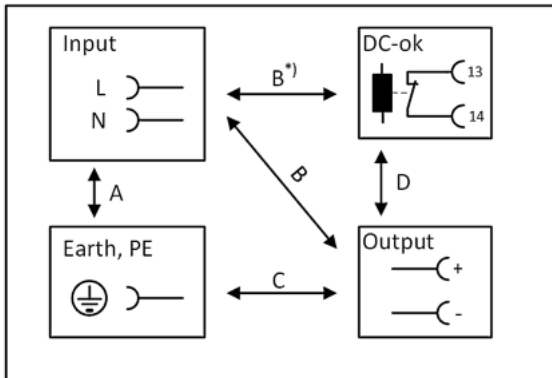 Input
DC-ok
L
N
B*)
13
14
A
B
D
Earth, PE
C
Output
+
-